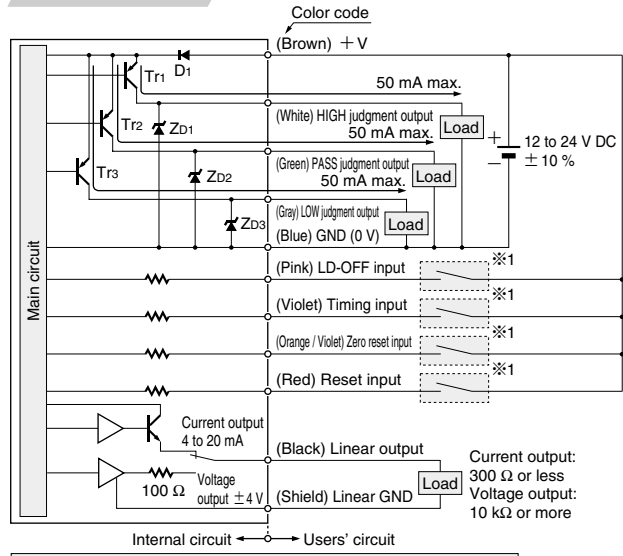 Color code
(Brown) +V
D1
Tr1
50 mA max.
(White) HIGH judgment output
Load
Tr2
ZD1
50 mA max.
+
12 to 24 V DC
−
± 10 %
(Green) PASS judgment output
Load
Tr3
ZD2
50 mA max.
(Gray) LOW judgment output
Load
ZD3
(Blue) GND (0 V)
Main circuit
(Pink) LD-OFF input
※1
(Violet) Timing input
※1
(Orange / Violet) Zero reset input
※1
(Red) Reset input
※1
Current output
4 to 20 mA
(Black) Linear output
Current output:
300 Ω or less
Voltage output:
10 kΩ or more
Load
100 Ω
Voltage
output ±4 V
(Shield) Linear GND
Internal circuit
Users' circuit